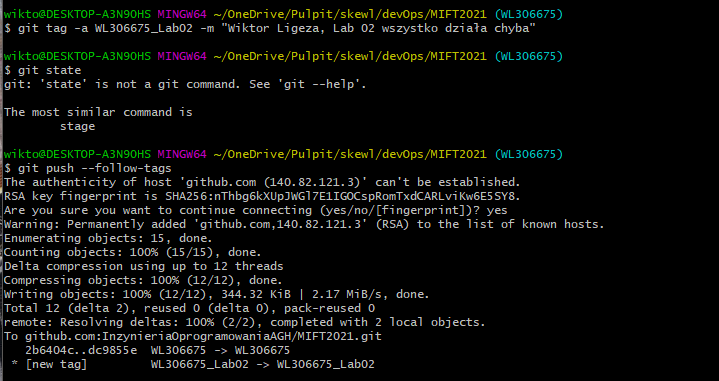 wikto@DESKTOP-A3N9OHS MINGW64 ~/OneDrive/Pulpit/skewl/devOps/MIFT2021 (WL306675)
$ git tag -a WL306675_Lab02 -m "Wiktor Ligeza, Lab 02 wszystko działa chyba"

wikto@DESKTOP-A3N9OHS MINGW64 ~/OneDrive/Pulpit/skewl/devOps/MIFT2021 (WL306675)
$ git state
git: 'state' is not a git command. See 'git --help'.

The most similar command is
        stage

wikto@DESKTOP-A3N9OHS MINGW64 ~/OneDrive/Pulpit/skewl/devOps/MIFT2021 (WL306675)
$ git push --follow-tags
The authenticity of host 'github.com (140.82.121.3)' can't be established.
RSA key fingerprint is SHA256:nThbg6kXUpJWGl7E1IGOCspRomTxdCARLviKw6E5SY8.
Are you sure you want to continue connecting (yes/no/[fingerprint])? yes
Warning: Permanently added 'github.com,140.82.121.3' (RSA) to the list of known hosts.
Enumerating objects: 15, done.
Counting objects: 100% (15/15), done.
Delta compression using up to 12 threads
Compressing objects: 100% (12/12), done.
Writing objects: 100% (12/12), 344.32 KiB | 2.17 MiB/s, done.
Total 12 (delta 2), reused 0 (delta 0), pack-reused 0
remote: Resolving deltas: 100% (2/2), completed with 2 local objects.
To github.com:InzynieriaOprogramowaniaAGH/MIFT2021.git
   2b6404c..dc9855e  WL306675 -> WL306675
 * [new tag]         WL306675_Lab02 -> WL306675_Lab02